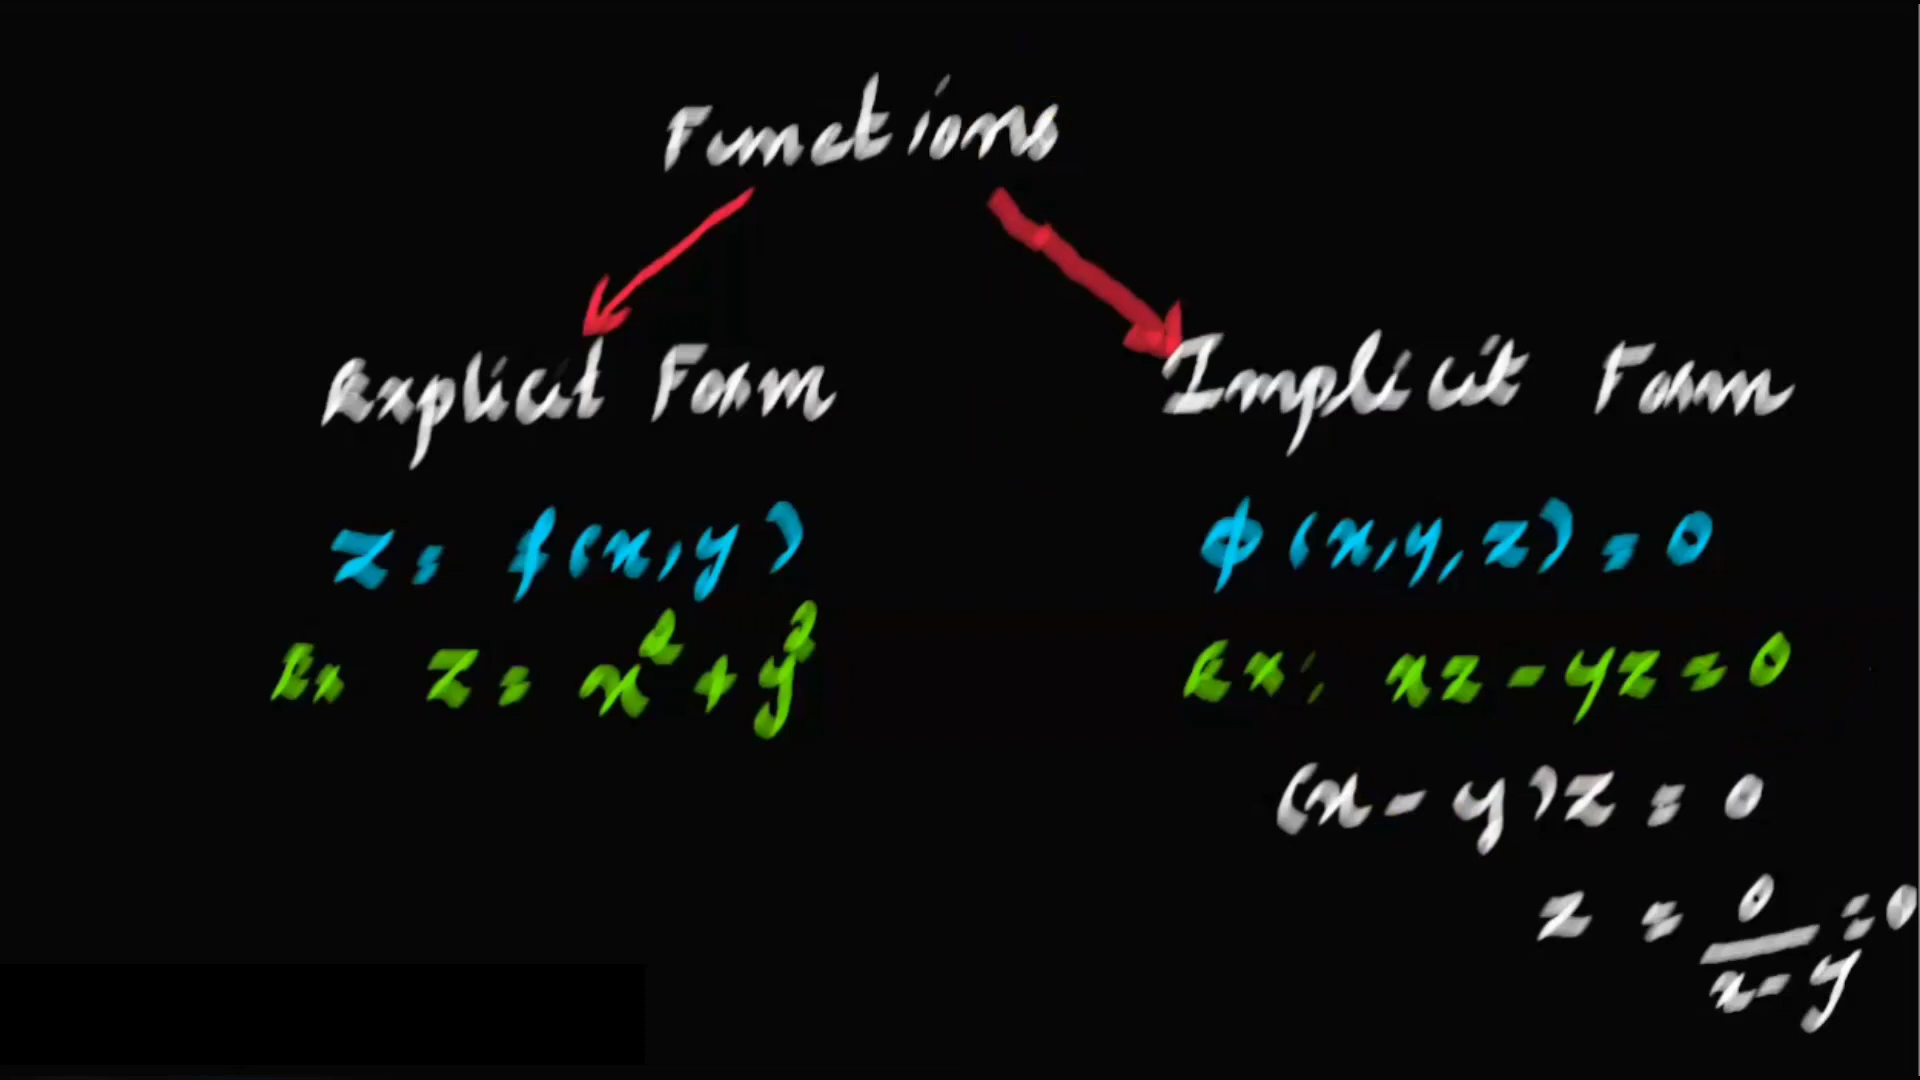 Functions
Explicit Form
Implicit Form
z = f(x,y)
ϕ(x,y,z) = 0
Ex z = x² + y²
Ex: xz - yz = 0
(x - y)z = 0
z = 0/(x-y) = 0